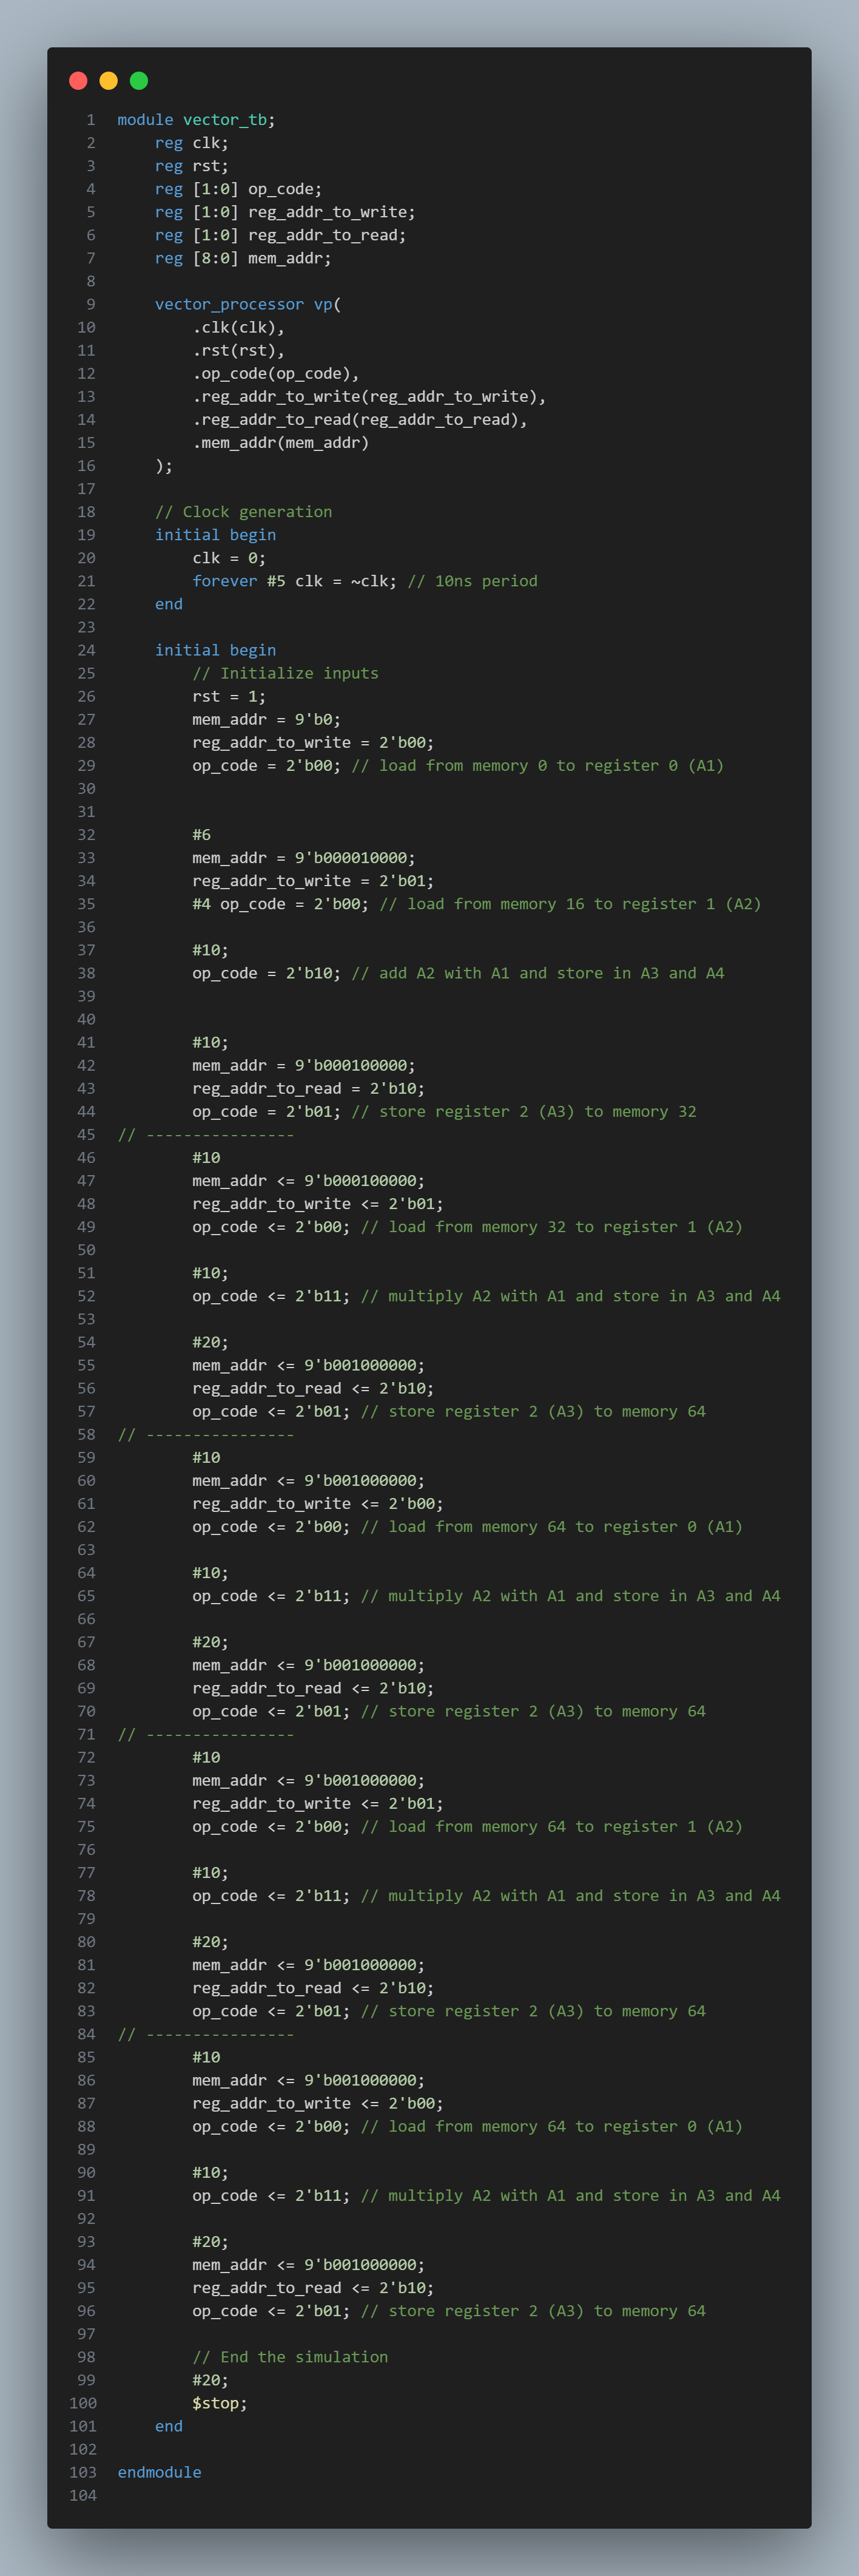 1 module vector_tb;
2     reg clk;
3     reg rst;
4     reg [1:0] op_code;
5     reg [1:0] reg_addr_to_write;
6     reg [1:0] reg_addr_to_read;
7     reg [8:0] mem_addr;
8
9     vector_processor vp(
10         .clk(clk),
11         .rst(rst),
12         .op_code(op_code),
13         .reg_addr_to_write(reg_addr_to_write),
14         .reg_addr_to_read(reg_addr_to_read),
15         .mem_addr(mem_addr)
16     );
17
18     // Clock generation
19     initial begin
20         clk = 0;
21         forever #5 clk = ~clk; // 10ns period
22     end
23
24     initial begin
25         // Initialize inputs
26         rst = 1;
27         mem_addr = 9'b0;
28         reg_addr_to_write = 2'b00;
29         op_code = 2'b00; // load from memory 0 to register 0 (A1)
30
31
32         #6
33         mem_addr = 9'b000010000;
34         reg_addr_to_write = 2'b01;
35         #4 op_code = 2'b00; // load from memory 16 to register 1 (A2)
36
37         #10;
38         op_code = 2'b10; // add A2 with A1 and store in A3 and A4
39
40
41         #10;
42         mem_addr = 9'b000100000;
43         reg_addr_to_read = 2'b10;
44         op_code = 2'b01; // store register 2 (A3) to memory 32
45 // ----------------
46         #10
47         mem_addr <= 9'b000100000;
48         reg_addr_to_write <= 2'b01;
49         op_code <= 2'b00; // load from memory 32 to register 1 (A2)
50
51         #10;
52         op_code <= 2'b11; // multiply A2 with A1 and store in A3 and A4
53
54         #20;
55         mem_addr <= 9'b001000000;
56         reg_addr_to_read <= 2'b10;
57         op_code <= 2'b01; // store register 2 (A3) to memory 64
58 // ----------------
59         #10
60         mem_addr <= 9'b001000000;
61         reg_addr_to_write <= 2'b00;
62         op_code <= 2'b00; // load from memory 64 to register 0 (A1)
63
64         #10;
65         op_code <= 2'b11; // multiply A2 with A1 and store in A3 and A4
66
67         #20;
68         mem_addr <= 9'b001000000;
69         reg_addr_to_read <= 2'b10;
70         op_code <= 2'b01; // store register 2 (A3) to memory 64
71 // ----------------
72         #10
73         mem_addr <= 9'b001000000;
74         reg_addr_to_write <= 2'b01;
75         op_code <= 2'b00; // load from memory 64 to register 1 (A2)
76
77         #10;
78         op_code <= 2'b11; // multiply A2 with A1 and store in A3 and A4
79
80         #20;
81         mem_addr <= 9'b001000000;
82         reg_addr_to_read <= 2'b10;
83         op_code <= 2'b01; // store register 2 (A3) to memory 64
84 // ----------------
85         #10
86         mem_addr <= 9'b001000000;
87         reg_addr_to_write <= 2'b00;
88         op_code <= 2'b00; // load from memory 64 to register 0 (A1)
89
90         #10;
91         op_code <= 2'b11; // multiply A2 with A1 and store in A3 and A4
92
93         #20;
94         mem_addr <= 9'b001000000;
95         reg_addr_to_read <= 2'b10;
96         op_code <= 2'b01; // store register 2 (A3) to memory 64
97
98         // End the simulation
99         #20;
100         $stop;
101     end
102
103 endmodule
104